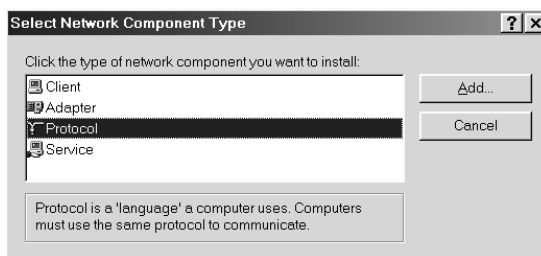 Select Network Component Type
Click the type of network component you want to install:
Client
Adapter
Protocol
Service
Add...
Cancel
Protocol is a 'language' a computer uses. Computers
must use the same protocol to communicate.